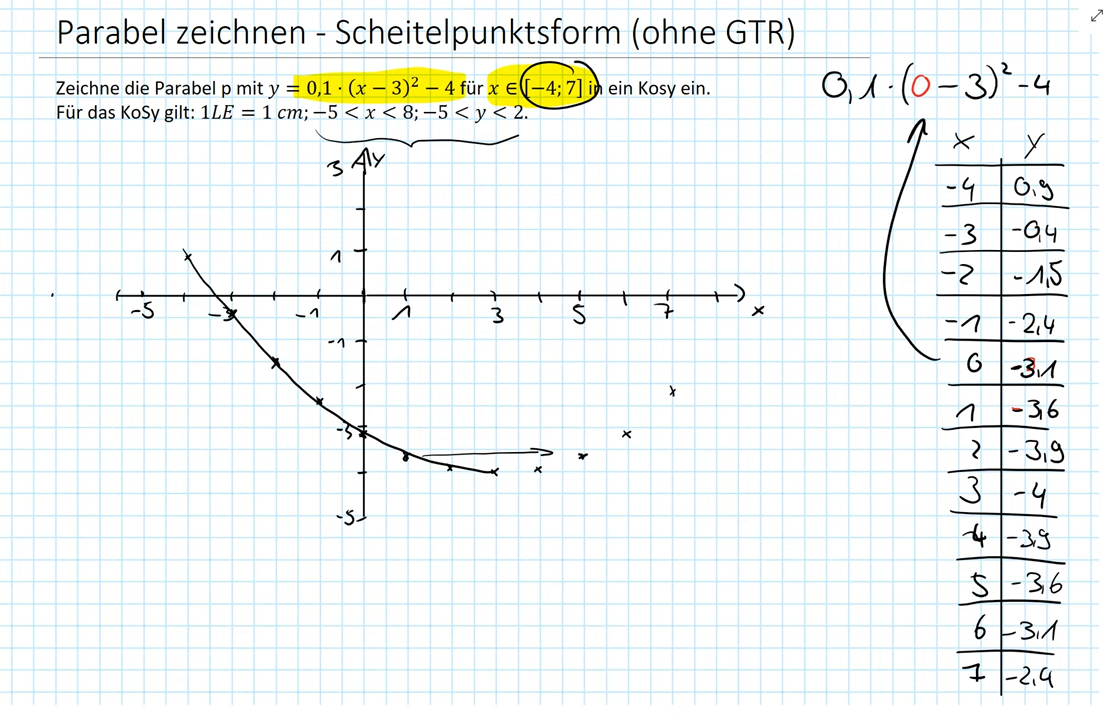 Parabel zeichnen - Scheitelpunktsform (ohne GTR)
Zeichne die Parabel p mit y = 0,1 · (x − 3)² − 4 für x ∈ [−4; 7] in ein Kosy ein.
Für das KoSy gilt: 1LE = 1 cm; −5 < x < 8; −5 < y < 2.
0,1·(0-3)²-4
x y
-4 0,9
-3 -0,4
-2 -1,5
-1 -2,4
0 -3,1
1 -3,6
2 -3,9
3 -4
4 -3,9
5 -3,6
6 -3,1
7 -2,4
3 y
1
-5 -3 -1 1 3 5 7 x
-1
-3
-5